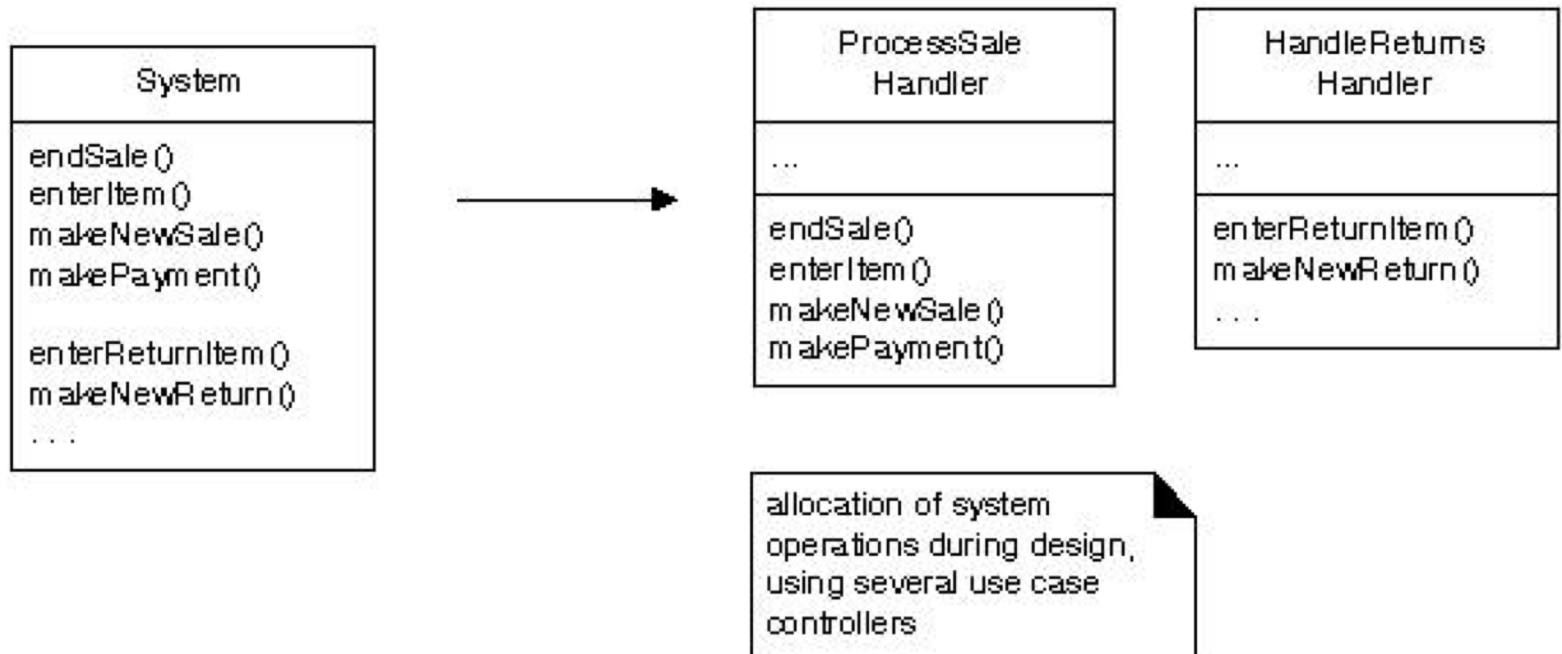 System
endSale()
enterItem()
makeNewSale()
makePayment()
enterReturnItem()
makeNewReturn()
. . .
ProcessSale
Handler
...
endSale()
enterItem()
makeNewSale()
makePayment()
HandleReturns
Handler
...
enterReturnItem()
makeNewReturn()
. . .
allocation of system
operations during design,
using several use case
controllers